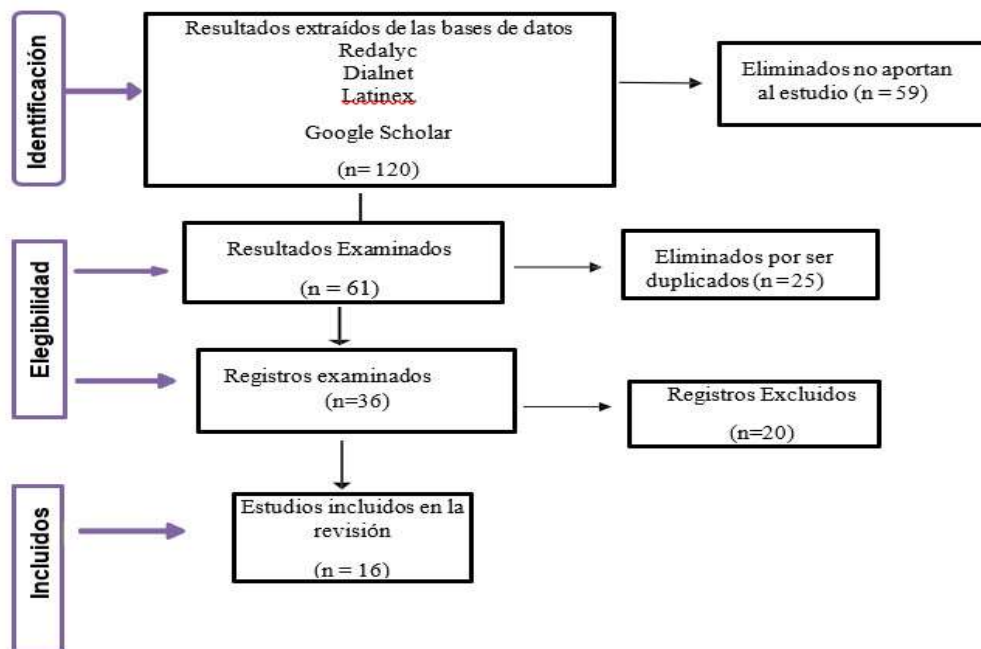 Identificación
Resultados extraídos de las bases de datos
Redalyc
Dialnet
Latinex
Google Scholar
(n= 120)
Eliminados no aportan
al estudio (n = 59)
Elegibilidad
Resultados Examinados
(n = 61)
Eliminados por ser
duplicados (n = 25)
Registros examinados
(n=36)
Registros Excluidos
(n=20)
Incluidos
Estudios incluidos en la
revisión
(n = 16)